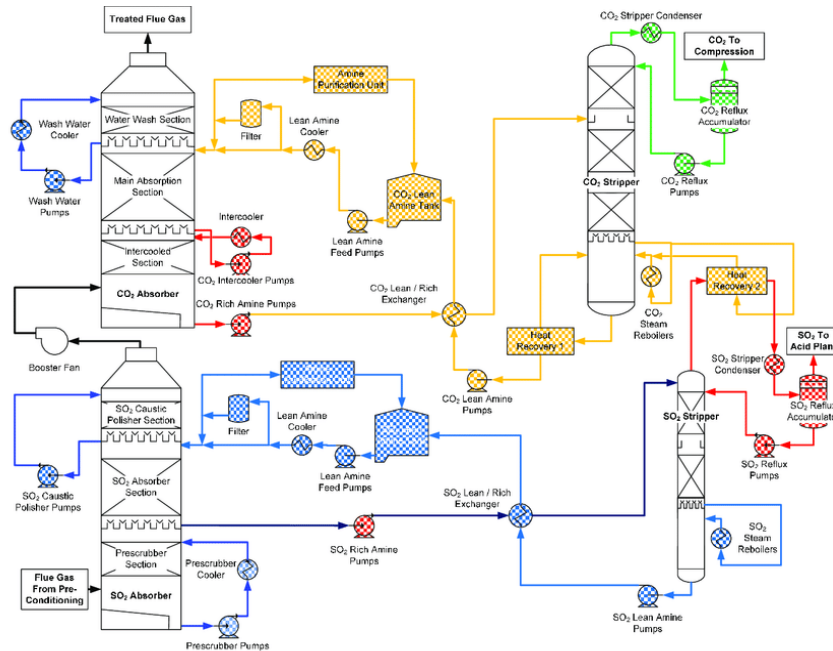 Treated Flue Gas
Wash Water
Cooler
Water Wash Section
Wash Water
Pumps
Main Absorption
Section
Intercooled
Section
Intercooler
CO2 Intercooler Pumps
CO2 Absorber
CO2 Rich Amine Pumps
Booster Fan
Amine
Purification Unit
Filter
Lean Amine
Cooler
CO2 Lean
Amine Tank
Lean Amine
Feed Pumps
CO2 Lean / Rich
Exchanger
CO2 Lean Amine
Pumps
Heat
Recovery 1
CO2 Stripper Condenser
CO2 To
Compression
CO2 Reflux
Accumulator
CO2 Reflux
Pumps
CO2 Stripper
CO2
Steam
Reboilers
Heat
Recovery 2
SO2 To
Acid Plan
SO2 Stripper
Condenser
SO2 Reflux
Accumulator
SO2 Stripper
SO2 Reflux
Pumps
SO2
Steam
Reboilers
SO2 Lean Amine
Pumps
SO2 Lean / Rich
Exchanger
SO2 Rich Amine
Pumps
SO2 Caustic
Polisher Section
SO2 Caustic
Polisher Pumps
Filter
Lean Amine
Cooler
Lean Amine
Feed Pumps
SO2 Absorber
Section
Prescrubber
Section
Prescrubber
Cooler
Flue Gas
From Pre-
Conditioning
SO2 Absorber
Prescrubber Pumps